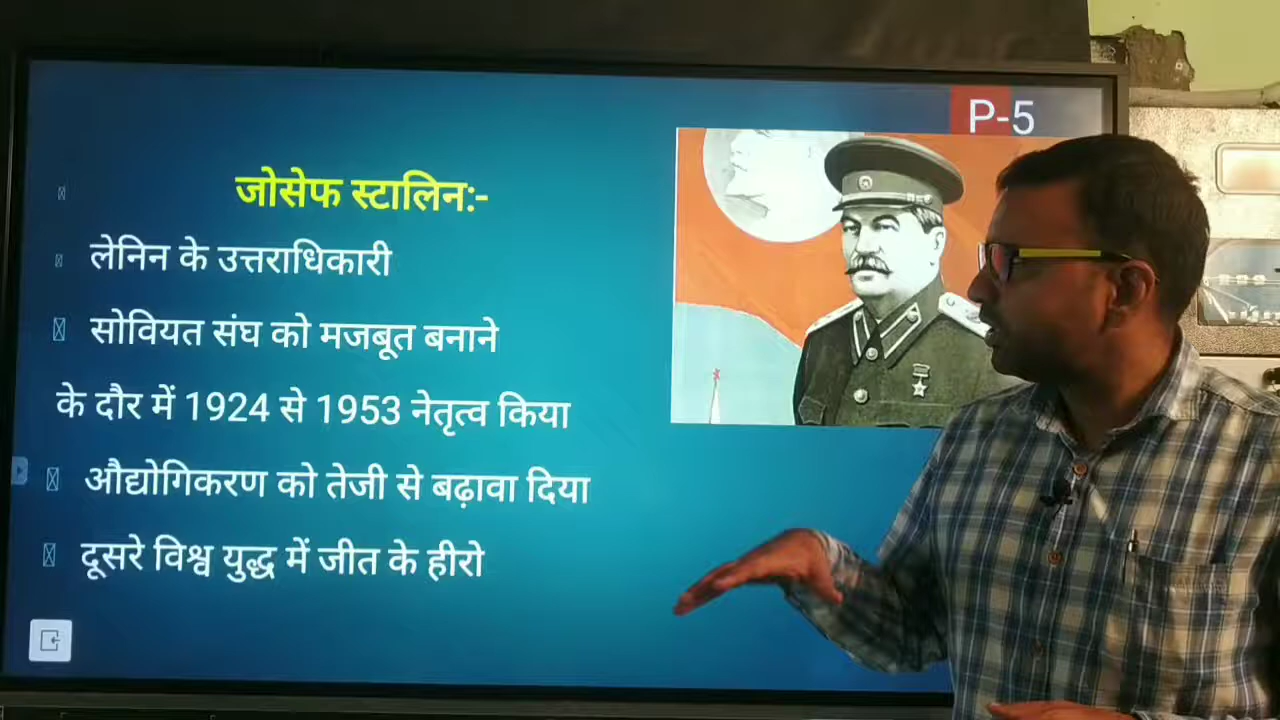 P-5
जोसेफ स्टालिन:-
लेनिन के उत्तराधिकारी
सोवियत संघ को मजबूत बनाने
के दौर में 1924 से 1953 नेतृत्व किया
औद्योगिकरण को तेजी से बढ़ावा दिया
दूसरे विश्व युद्ध में जीत के हीरो